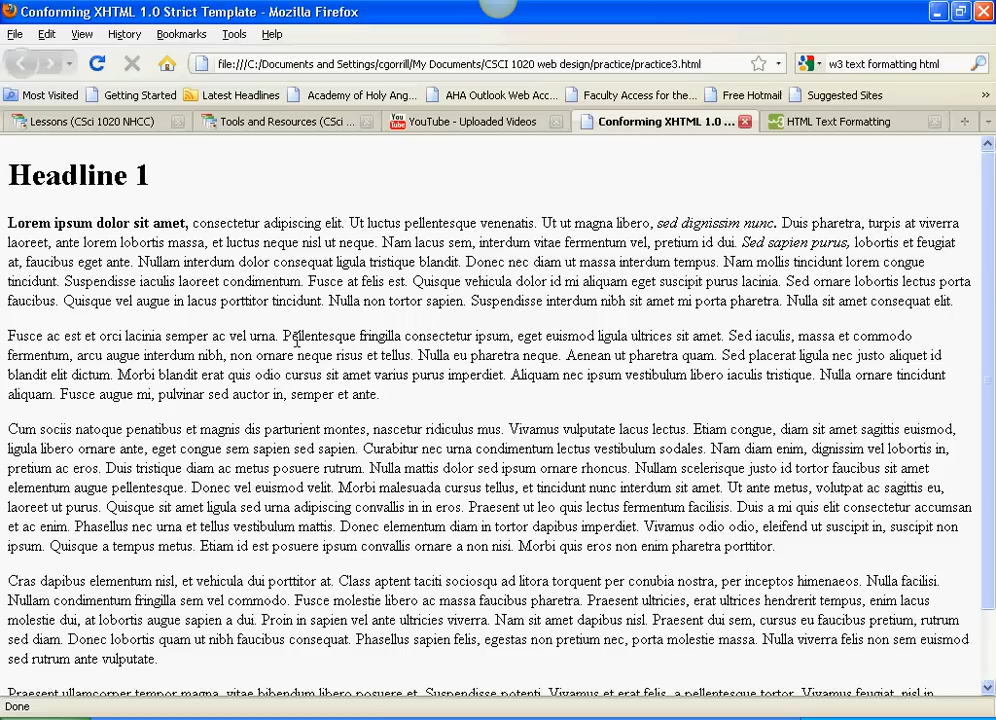 Conforming XHTML 1.0 Strict Template - Mozilla Firefox
File Edit View History Bookmarks Tools Help
file:///C:/Documents and Settings/cgorrill/My Documents/CSCI 1020 web design/practice/practice3.html w3 text formatting html
Most Visited Getting Started Latest Headlines Academy of Holy Ang... AHA Outlook Web Acc... Faculty Access for the... Free Hotmail Suggested Sites »
Lessons (CSci 1020 NHCC) Tools and Resources (CSci ... YouTube - Uploaded Videos Conforming XHTML 1.0 ... HTML Text Formatting
Headline 1
Lorem ipsum dolor sit amet, consectetur adipiscing elit. Ut luctus pellentesque venenatis. Ut ut magna libero, sed dignissim nunc. Duis pharetra, turpis at viverra
laoreet, ante lorem lobortis massa, et luctus neque nisl ut neque. Nam lacus sem, interdum vitae fermentum vel, pretium id dui. Sed sapien purus, lobortis et feugiat
at, faucibus eget ante. Nullam interdum dolor consequat ligula tristique blandit. Donec nec diam ut massa interdum tempus. Nam mollis tincidunt lorem congue
tincidunt. Suspendisse iaculis laoreet condimentum. Fusce at felis est. Quisque vehicula dolor id mi aliquam eget suscipit purus lacinia. Sed ornare lobortis porta
faucibus. Quisque vel augue in lacus porttitor tincidunt. Nulla non tortor sapien. Suspendisse interdum nibh sit amet mi porta pharetra. Nulla sit amet consequat elit.
Fusce ac est et orci lacinia semper ac vel urna. Pellentesque fringilla consectetur ipsum, eget euismod ligula ultrices sit amet. Sed iaculis, massa et commodo
fermentum, arcu augue interdum nibh, non ornare neque risus et tellus. Nulla eu pharetra neque. Aenean ut pharetra quam. Sed placerat ligula nec justo aliquet id
blandit elit dictum. Morbi blandit erat quis odio cursus sit amet varius purus imperdiet. Aliquam nec ipsum vestibulum libero iaculis tristique. Nulla ornare tincidunt
aliquam. Fusce augue mi, pulvinar sed auctor in, semper et ante.
Cum sociis natoque penatibus et magnis dis parturient montes, nascetur ridiculus mus. Vivamus vulputate lacus lectus. Etiam congue, diam sit amet sagittis euismod,
ligula libero ornare ante, eget congue sem sapien sed sapien. Curabitur nec urna condimentum lectus vestibulum sodales. Nam diam enim, dignissim vel lobortis in,
pretium ac eros. Duis tristique diam ac metus posuere rutrum. Nulla mattis dolor sed ipsum ornare rhoncus. Nullam scelerisque justo id tortor faucibus sit amet
elementum augue pellentesque. Donec vel euismod velit. Morbi malesuada cursus tellus, et tincidunt nunc interdum sit amet. Ut ante metus, volutpat ac sagittis eu,
laoreet ut purus. Quisque sit amet ligula sed urna adipiscing convallis in in eros. Praesent ut leo quis lectus fermentum facilisis. Duis a mi quis elit consectetur accumsan
et ac enim. Phasellus nec urna et tellus vestibulum mattis. Donec elementum diam in tortor dapibus imperdiet. Vivamus odio odio, eleifend ut suscipit in, suscipit non
ipsum. Quisque a tempus metus. Etiam id est posuere ipsum convallis ornare a non nisi. Morbi quis eros non enim pharetra porttitor.
Cras dapibus elementum nisl, et vehicula dui porttitor at. Class aptent taciti sociosqu ad litora torquent per conubia nostra, per inceptos himenaeos. Nulla facilisi.
Nullam condimentum fringilla sem vel commodo. Fusce molestie libero ac massa faucibus pharetra. Praesent ultricies, erat ultrices hendrerit tempus, enim lacus
molestie dui, at lobortis augue sapien a dui. Proin in sapien vel ante ultricies viverra. Nam sit amet dapibus nisl. Praesent dui sem, cursus eu faucibus pretium, rutrum
sed diam. Donec lobortis quam ut nibh faucibus consequat. Phasellus sapien felis, egestas non pretium nec, porta molestie massa. Nulla viverra felis non sem euismod
sed rutrum ante vulputate.
Praesent ullamcorper tempor magna, vitae bibendum libero posuere et. Suspendisse potenti. Vivamus et erat felis, a pellentesque tortor. Vivamus feugiat, nisl in
Done